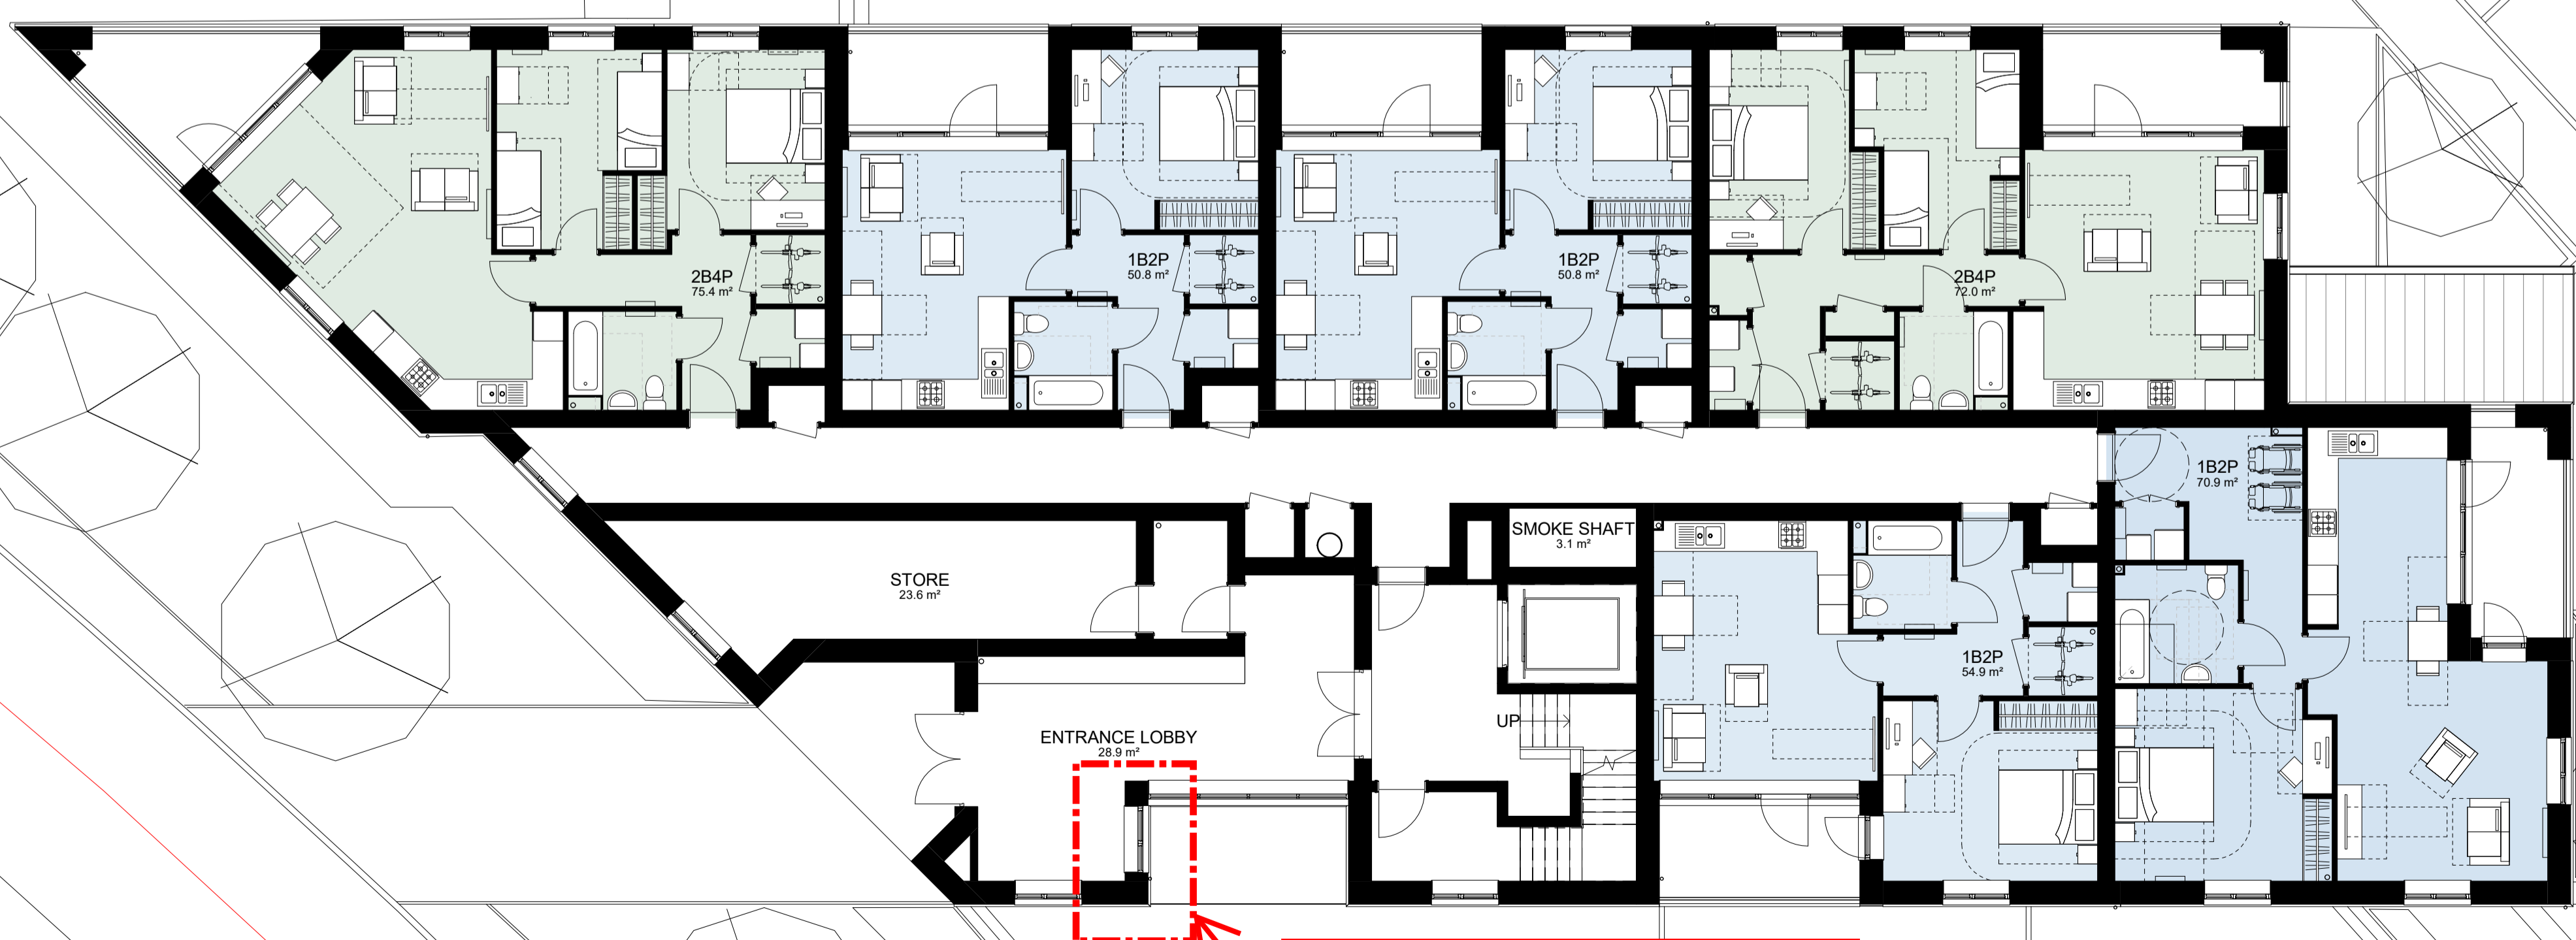 2B4P
75.4 m²
1B2P
50.8 m²
1B2P
50.8 m²
2B4P
72.0 m²
1B2P
70.9 m²
SMOKE SHAFT
3.1 m²
STORE
23.6 m²
1B2P
54.9 m²
UP
ENTRANCE LOBBY
28.9 m²